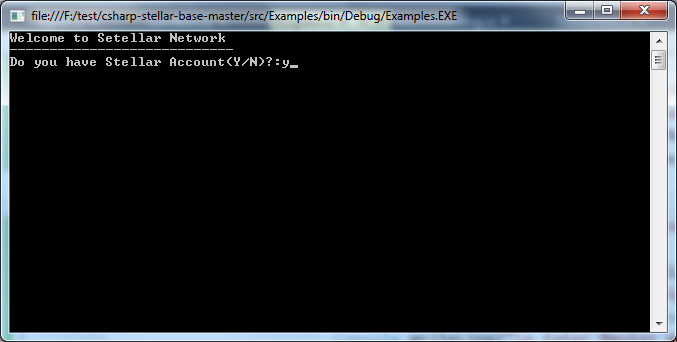 file:///F:/test/csharp-stellar-base-master/src/Examples/bin/Debug/Examples.EXE
Welcome to Setellar Network
----------------------------
Do you have Stellar Account(Y/N)?:y_